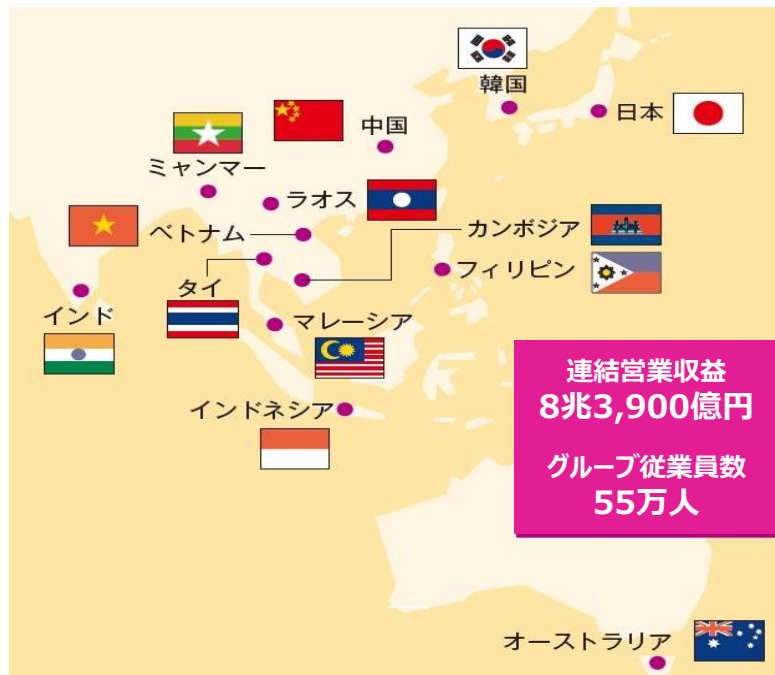 韓国
日本
中国
ミャンマー
ラオス
ベトナム
カンボジア
フィリピン
タイ
インド
マレーシア
インドネシア
連結営業収益
8兆3,900億円
グループ従業員数
55万人
オーストラリア